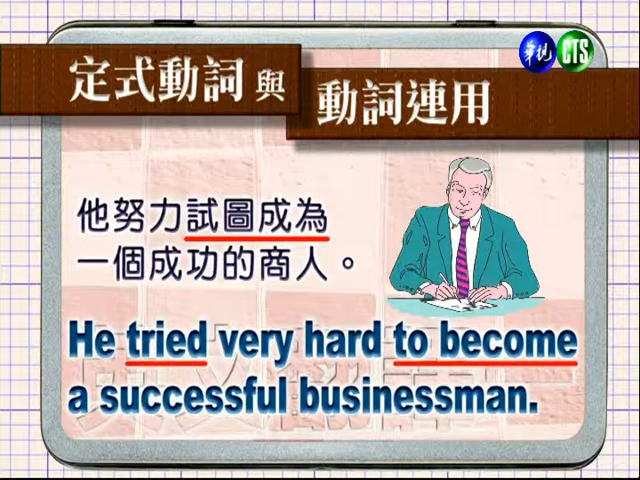 華視 CTS
定式動詞與
動詞連用
他努力試圖成為
一個成功的商人。
He tried very hard to become
a successful businessman.